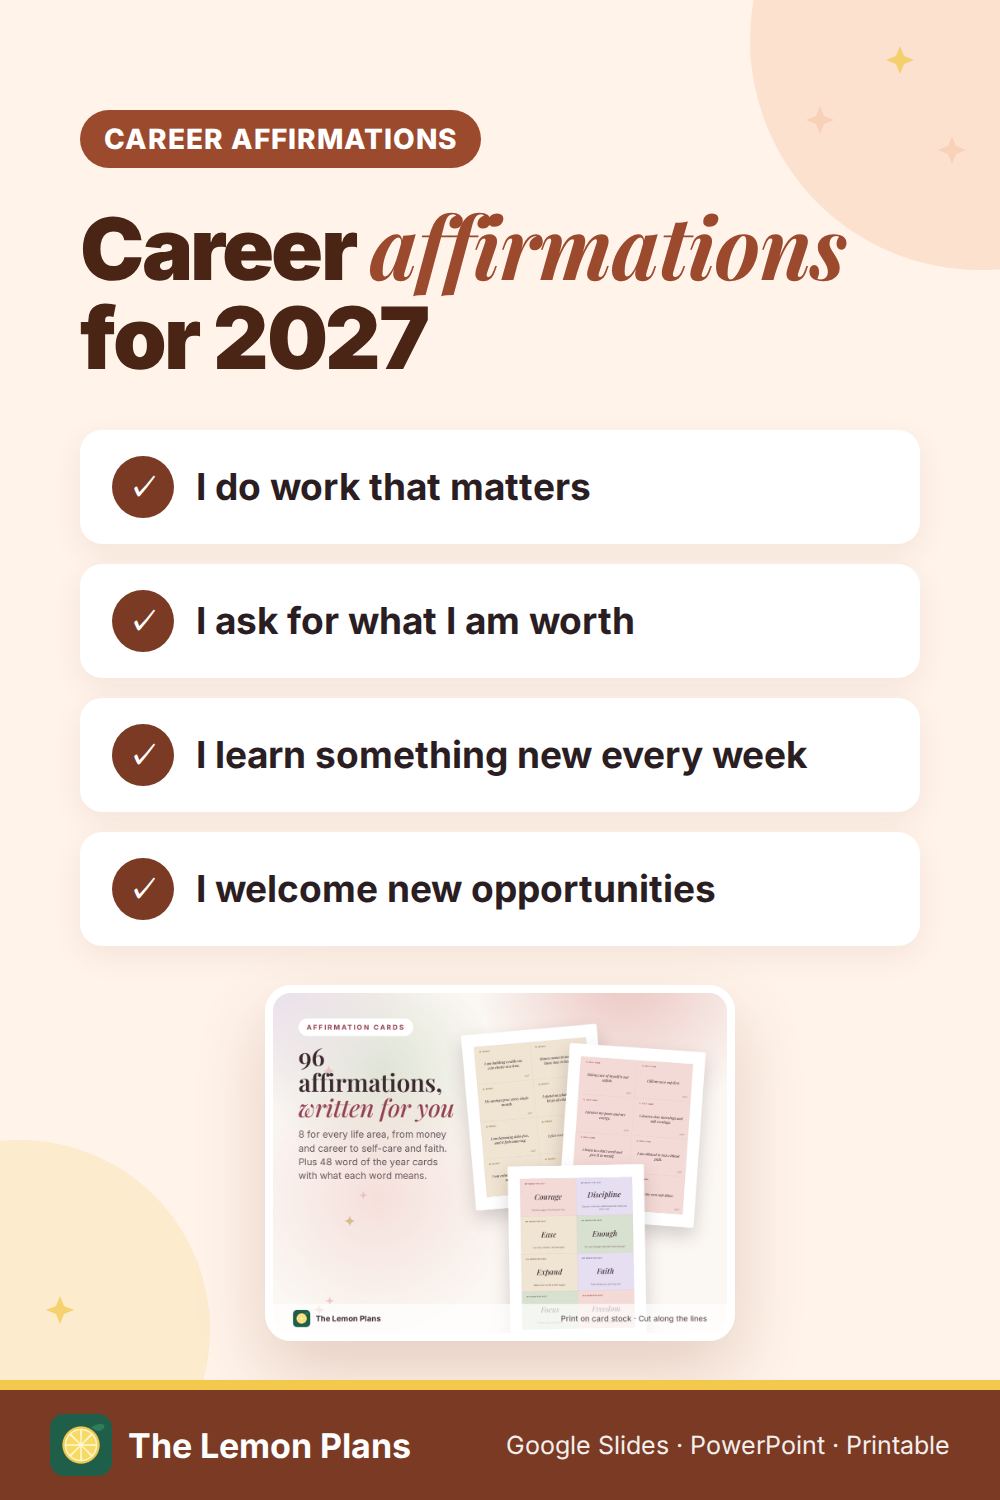 CAREER AFFIRMATIONS
Career affirmations
for 2027
✓ I do work that matters
✓ I ask for what I am worth
✓ I learn something new every week
✓ I welcome new opportunities
AFFIRMATION CARDS
96
affirmations,
written for you
8 for every life area, from money
and career to self-care and faith.
Plus 48 word of the year cards
with what each word means.
Courage
Discipline
Ease
Enough
Expand
Faith
Focus
Freedom
The Lemon Plans
Print on card stock · Cut along the lines
The Lemon Plans
Google Slides · PowerPoint · Printable